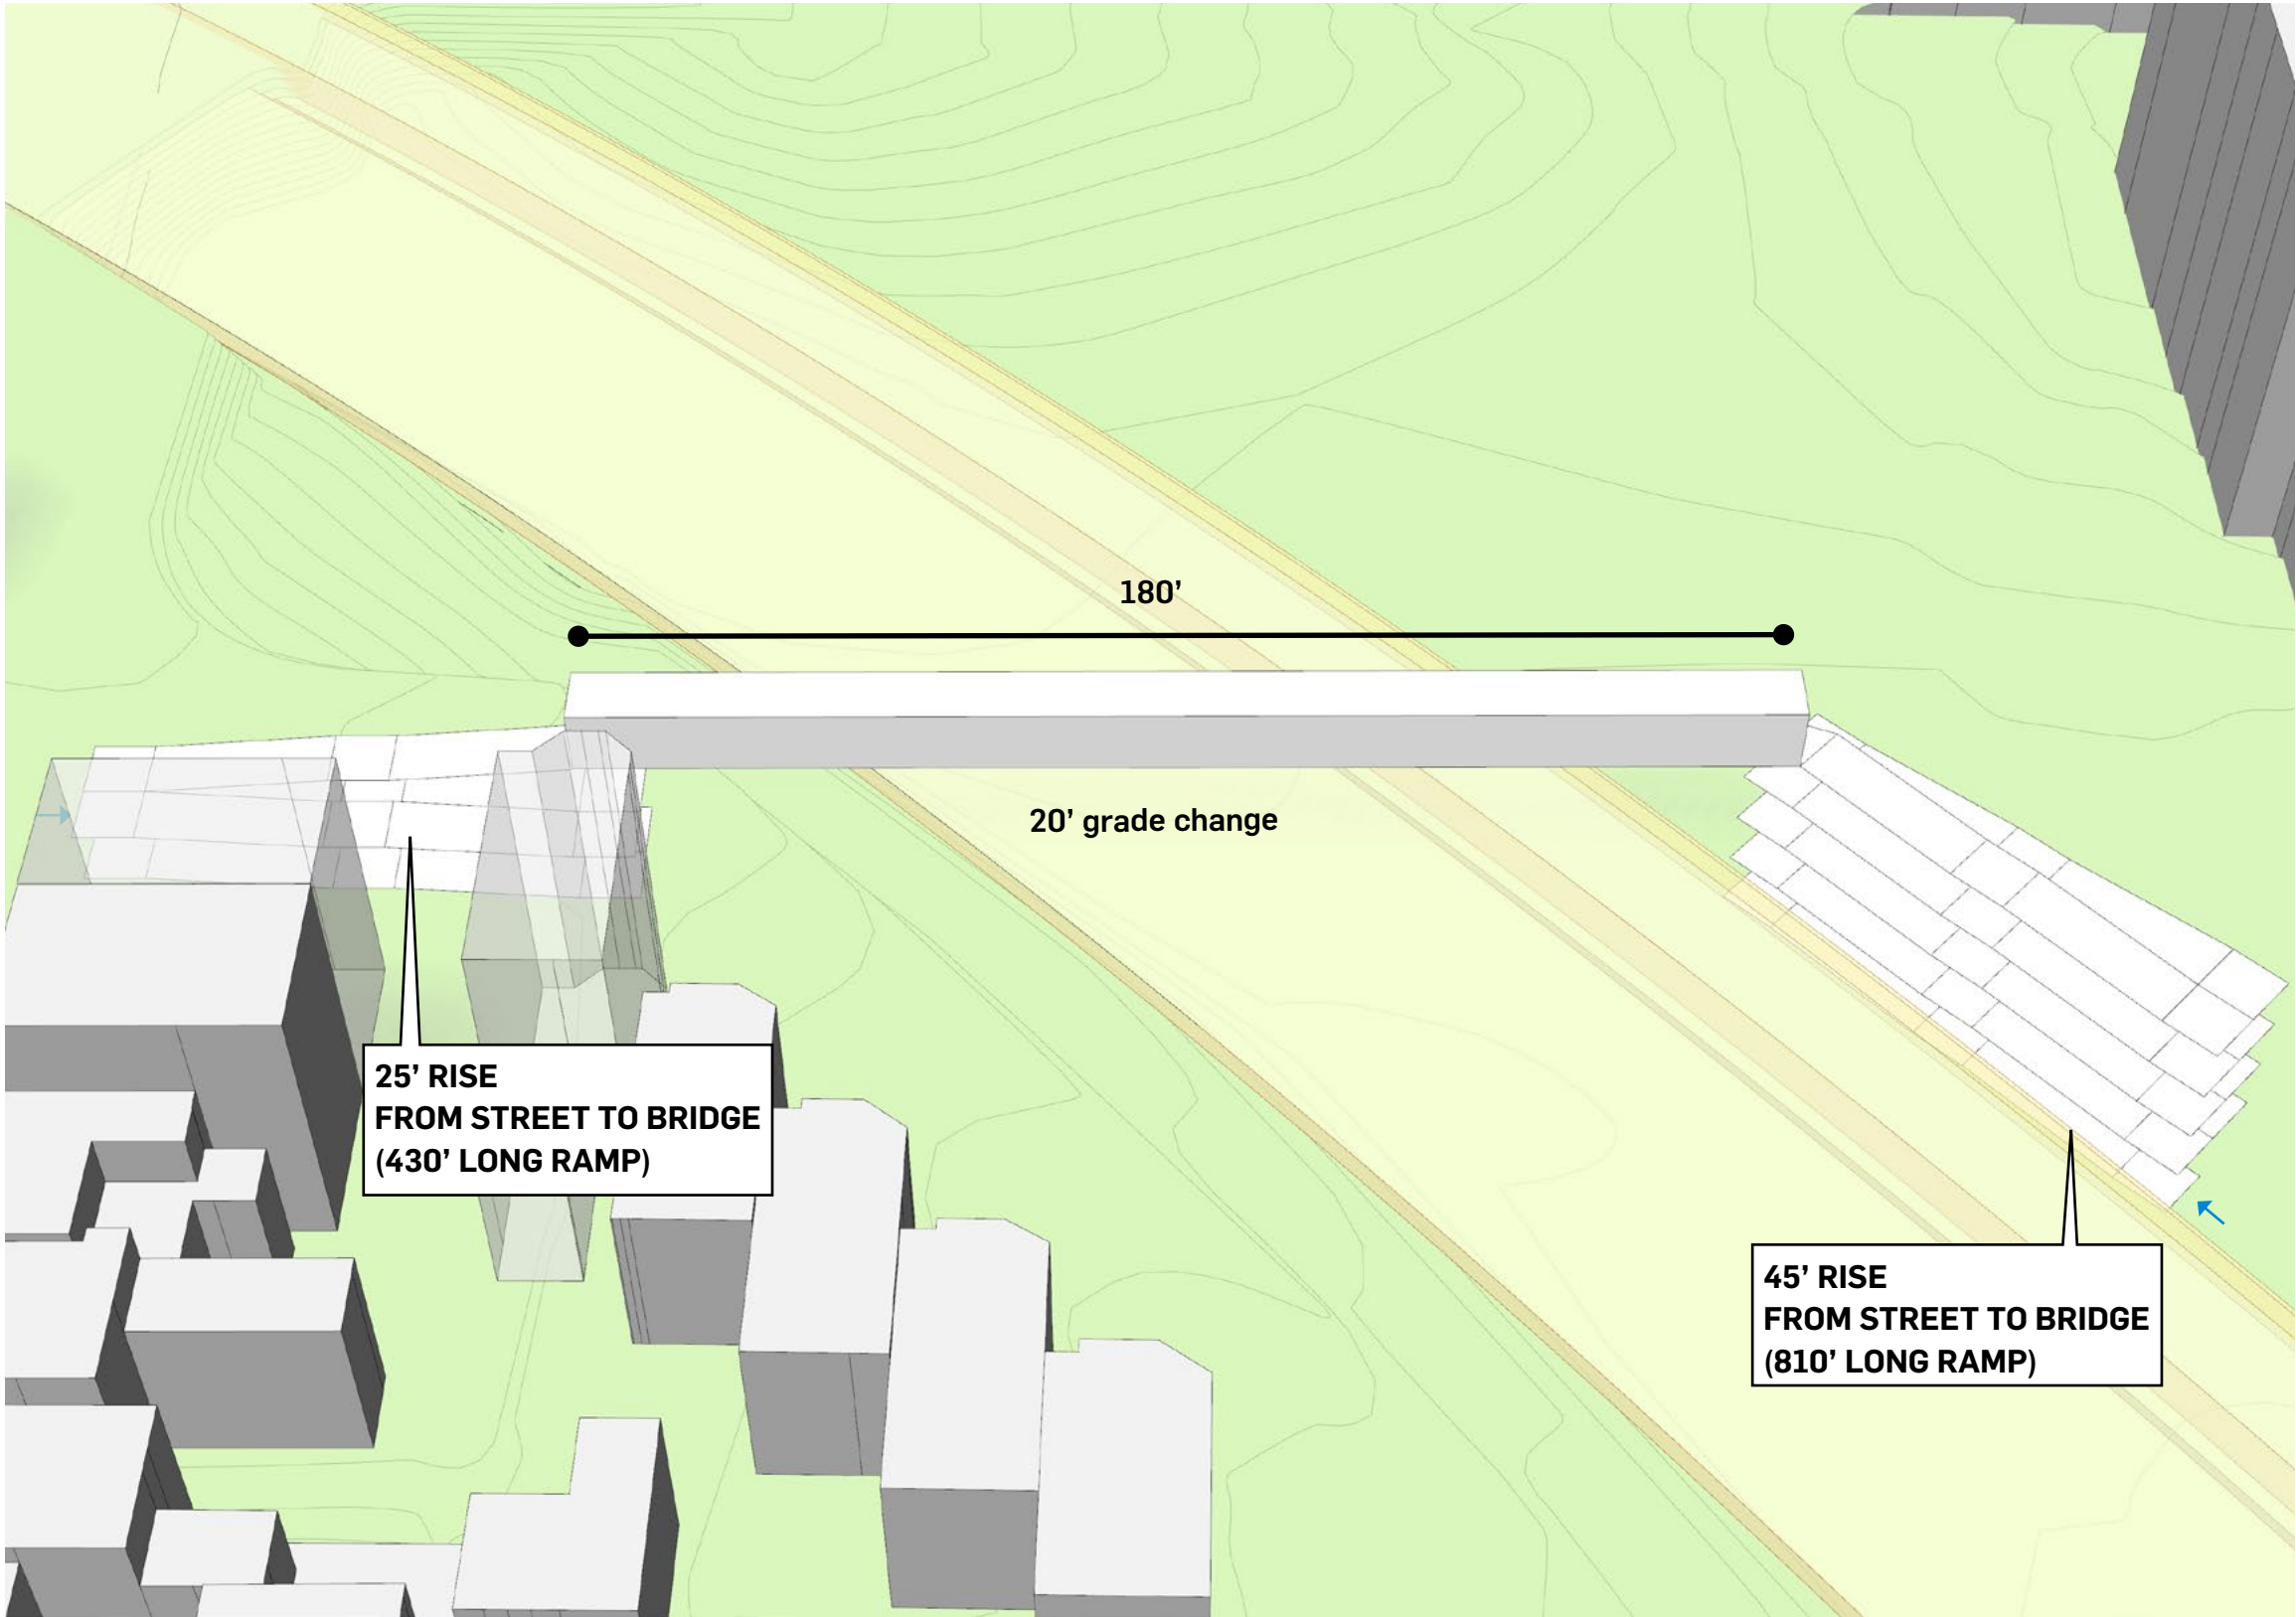 180’
20’ grade change
25’ RISE
FROM STREET TO BRIDGE
(430’ LONG RAMP)
45’ RISE
FROM STREET TO BRIDGE
(810’ LONG RAMP)